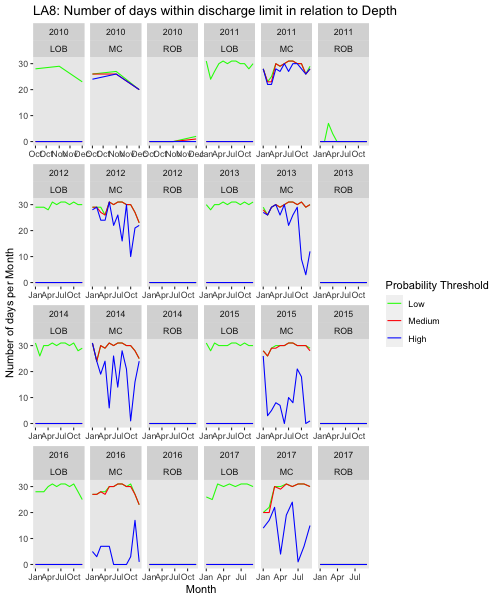 LA8: Number of days within discharge limit in relation to Depth
2010 2010 2010 2011 2011 2011
LOB MC ROB LOB MC ROB
30
20
10
0
Oct Oct Nov Nov Dec Oct Oct Nov Nov Dec Oct Oct Nov Nov Dec Jan Apr Jul Oct Jan Apr Jul Oct Jan Apr Jul Oct
2012 2012 2012 2013 2013 2013
LOB MC ROB LOB MC ROB
30
20
10
0
Jan Apr Jul Oct Jan Apr Jul Oct Jan Apr Jul Oct Jan Apr Jul Oct Jan Apr Jul Oct Jan Apr Jul Oct
2014 2014 2014 2015 2015 2015
LOB MC ROB LOB MC ROB
30
20
10
0
Jan Apr Jul Oct Jan Apr Jul Oct Jan Apr Jul Oct Jan Apr Jul Oct Jan Apr Jul Oct Jan Apr Jul Oct
2016 2016 2016 2017 2017 2017
LOB MC ROB LOB MC ROB
30
20
10
0
Jan Apr Jul Oct Jan Apr Jul Oct Jan Apr Jul Oct Jan Apr Jul Jan Apr Jul Jan Apr Jul
Month
Number of days per Month
Probability Threshold
Low
Medium
High